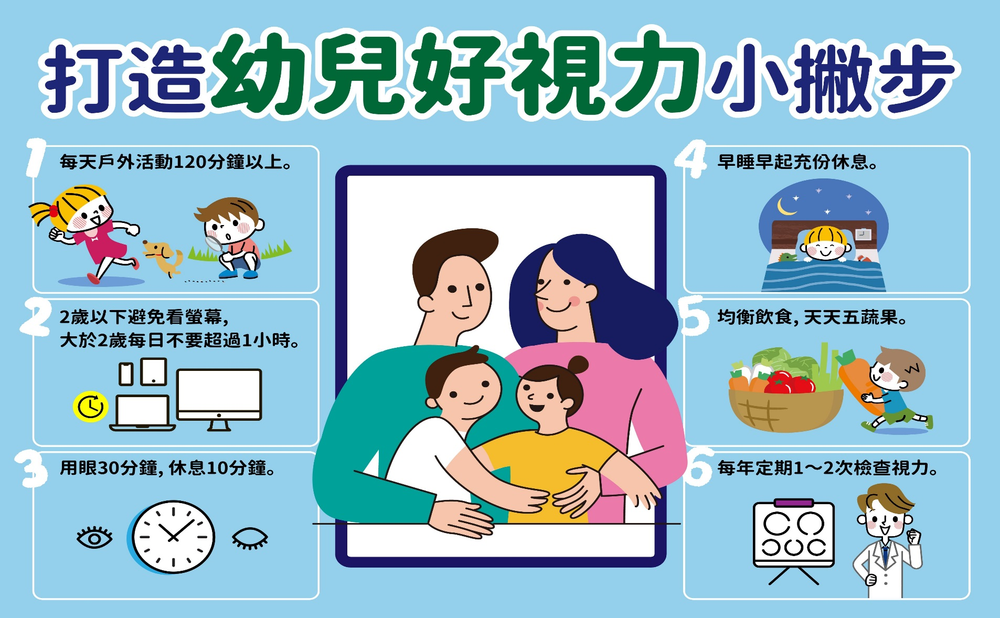 打造幼兒好視力小撇步
1
每天戶外活動120分鐘以上。
2
2歲以下避免看螢幕,
大於2歲每日不要超過1小時。
3
用眼30分鐘, 休息10分鐘。
4
早睡早起充份休息。
5
均衡飲食, 天天五蔬果。
6
每年定期1～2次檢查視力。